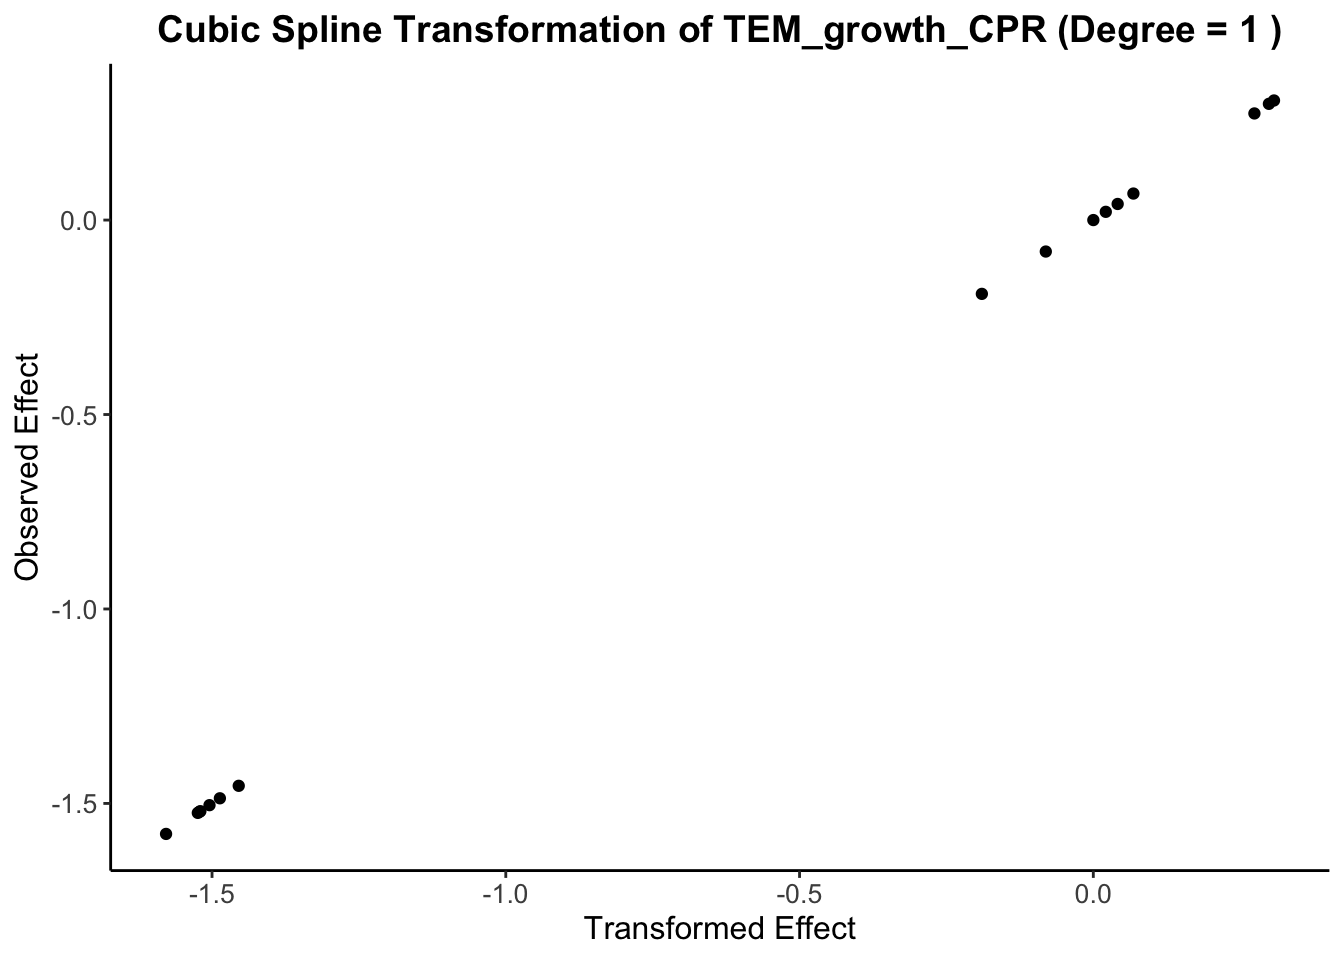 Cubic Spline Transformation of TEM_growth_CPR (Degree = 1 )
Observed Effect
0.0
-0.5
-1.0
-1.5
-1.5
-1.0
-0.5
0.0
Transformed Effect